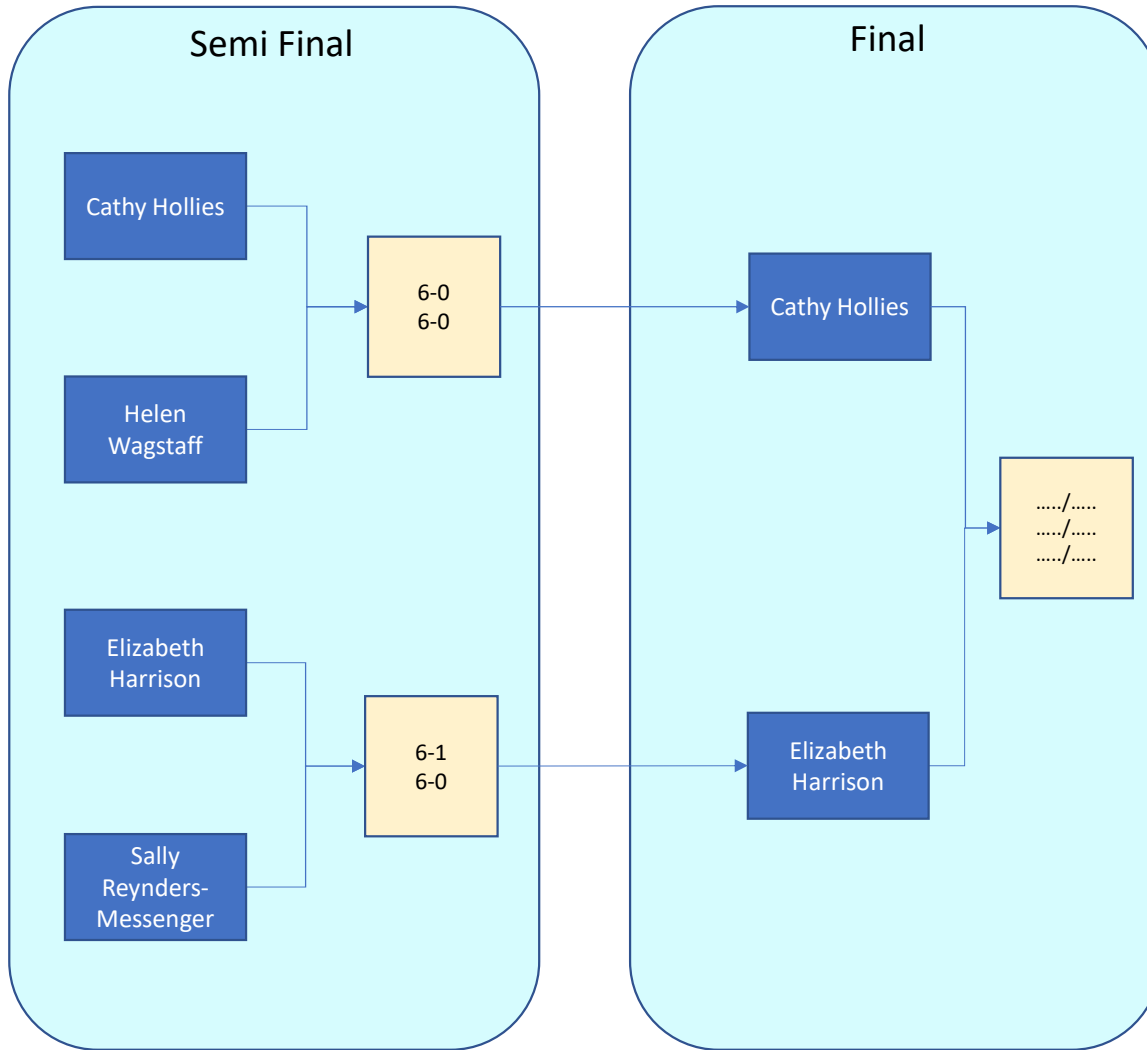 Semi Final
Cathy Hollies
6-0
6-0
Helen
Wagstaff
Elizabeth
Harrison
6-1
6-0
Sally
Reynders-
Messenger
Final
Cathy Hollies
Elizabeth
Harrison
…../…..
…../…..
…../…..